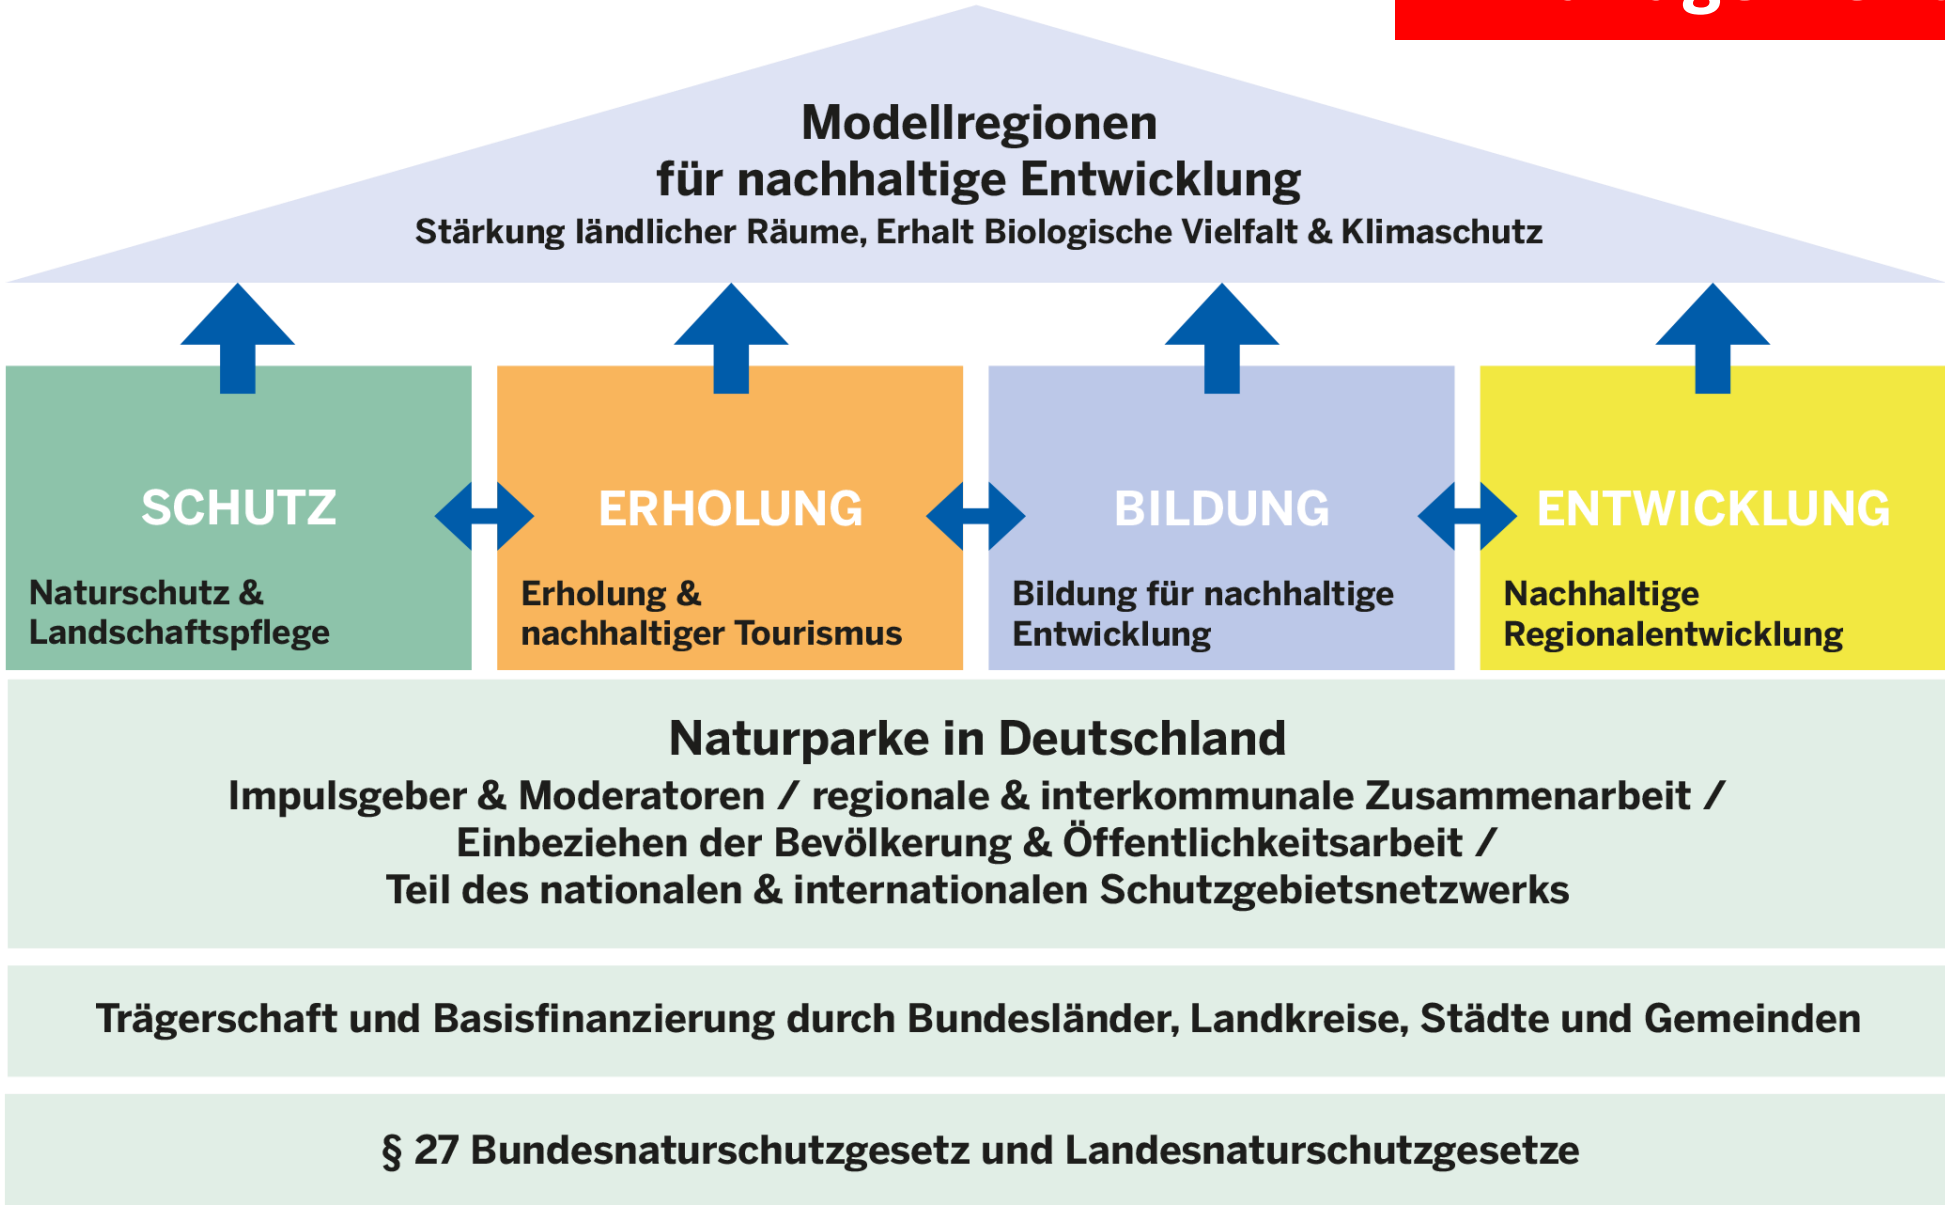 Modellregionen
für nachhaltige Entwicklung
Stärkung ländlicher Räume, Erhalt Biologische Vielfalt & Klimaschutz
SCHUTZ
Naturschutz &
Landschaftspflege
ERHOLUNG
Erholung &
nachhaltiger Tourismus
BILDUNG
Bildung für nachhaltige
Entwicklung
ENTWICKLUNG
Nachhaltige
Regionalentwicklung
Naturparke in Deutschland
Impulsgeber & Moderatoren / regionale & interkommunale Zusammenarbeit /
Einbeziehen der Bevölkerung & Öffentlichkeitsarbeit /
Teil des nationalen & internationalen Schutzgebietsnetzwerks
Trägerschaft und Basisfinanzierung durch Bundesländer, Landkreise, Städte und Gemeinden
§ 27 Bundesnaturschutzgesetz und Landesnaturschutzgesetze